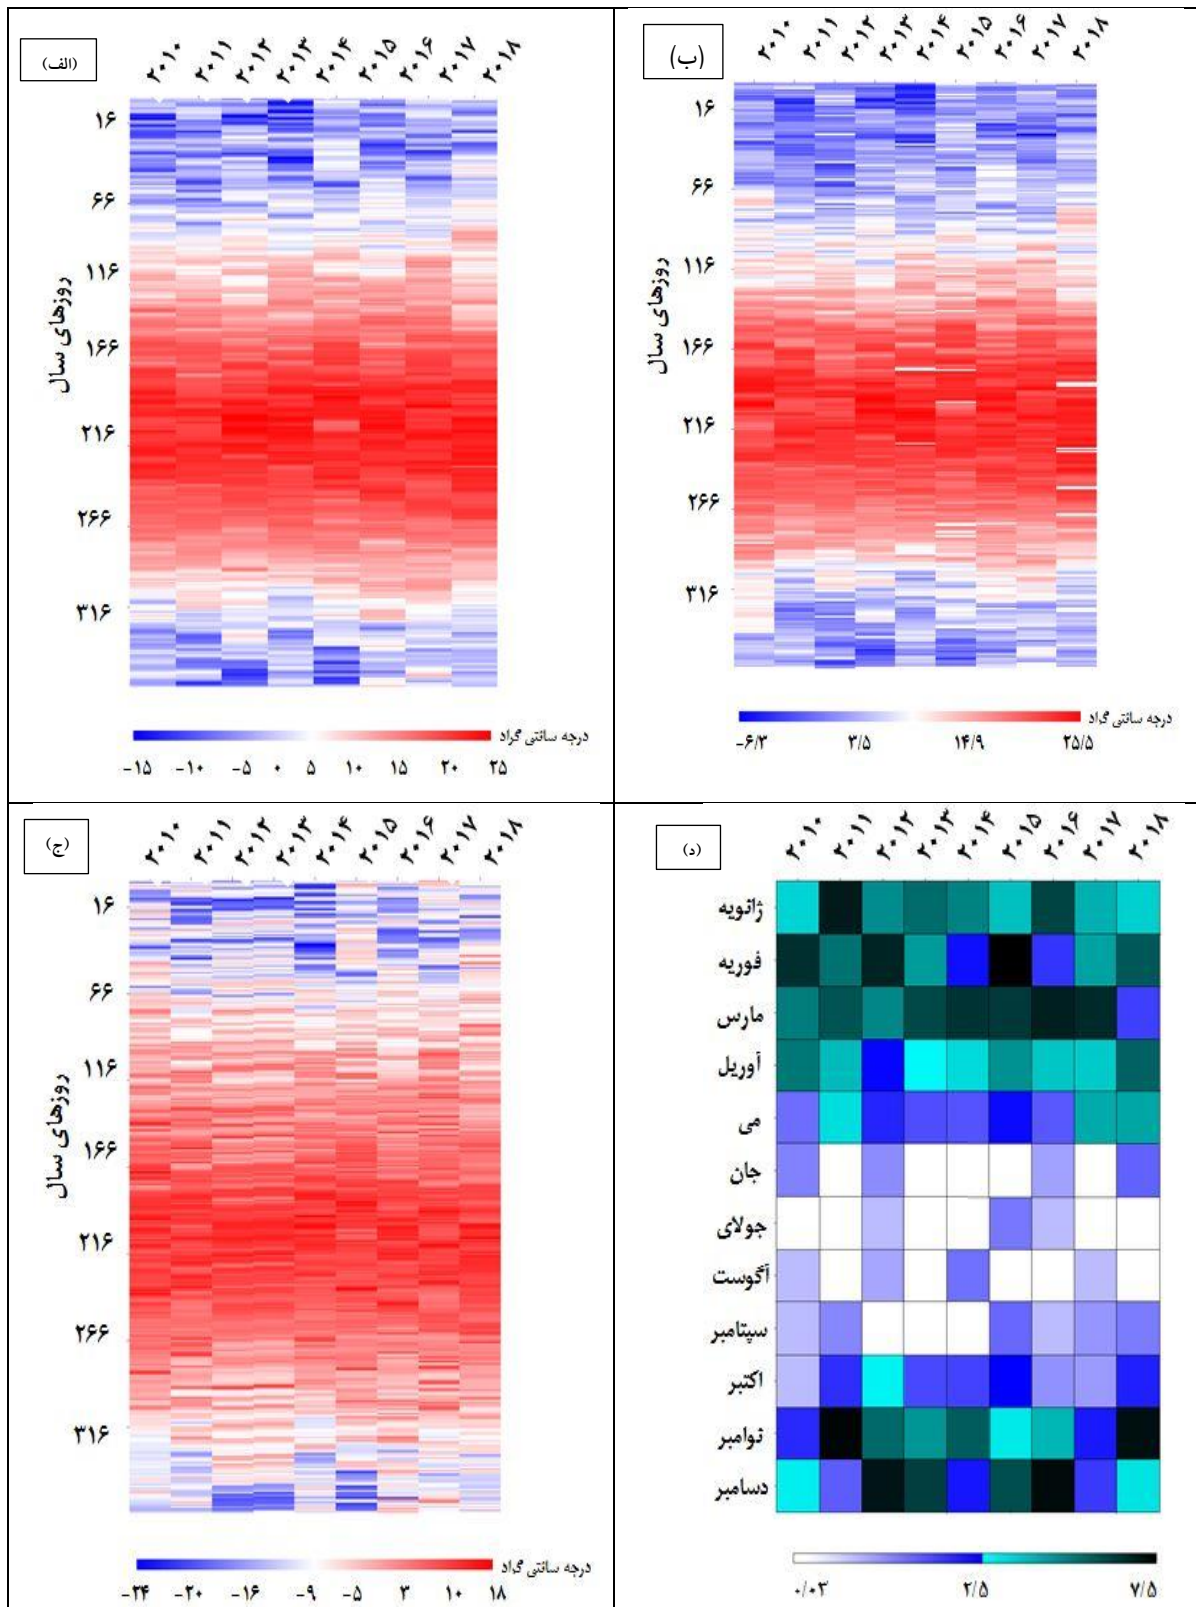 (الف)
۲۰۱۰ ۲۰۱۱ ۲۰۱۲ ۲۰۱۳ ۲۰۱۴ ۲۰۱۵ ۲۰۱۶ ۲۰۱۷ ۲۰۱۸
روزهای سال
۱۶
۶۶
۱۱۶
۱۶۶
۲۱۶
۲۶۶
۳۱۶
درجه سانتی گراد
-۱۵ -۱۰ -۵ ۰ ۵ ۱۰ ۱۵ ۲۰ ۲۵
(ب)
۲۰۱۰ ۲۰۱۱ ۲۰۱۲ ۲۰۱۳ ۲۰۱۴ ۲۰۱۵ ۲۰۱۶ ۲۰۱۷ ۲۰۱۸
روزهای سال
۱۶
۶۶
۱۱۶
۱۶۶
۲۱۶
۲۶۶
۳۱۶
درجه سانتی گراد
-۶/۳ ۳/۵ ۱۴/۹ ۲۵/۵
(ج)
۲۰۱۰ ۲۰۱۱ ۲۰۱۲ ۲۰۱۳ ۲۰۱۴ ۲۰۱۵ ۲۰۱۶ ۲۰۱۷ ۲۰۱۸
روزهای سال
۱۶
۶۶
۱۱۶
۱۶۶
۲۱۶
۲۶۶
۳۱۶
درجه سانتی گراد
-۲۴ -۲۰ -۱۶ -۹ -۵ ۳ ۱۰ ۱۸
(د)
۲۰۱۰ ۲۰۱۱ ۲۰۱۲ ۲۰۱۳ ۲۰۱۴ ۲۰۱۵ ۲۰۱۶ ۲۰۱۷ ۲۰۱۸
ژانویه
فوریه
مارس
آوریل
می
جان
جولای
آگوست
سپتامبر
اکتبر
نوامبر
دسامبر
۰/۰۳ ۲/۵ ۷/۵